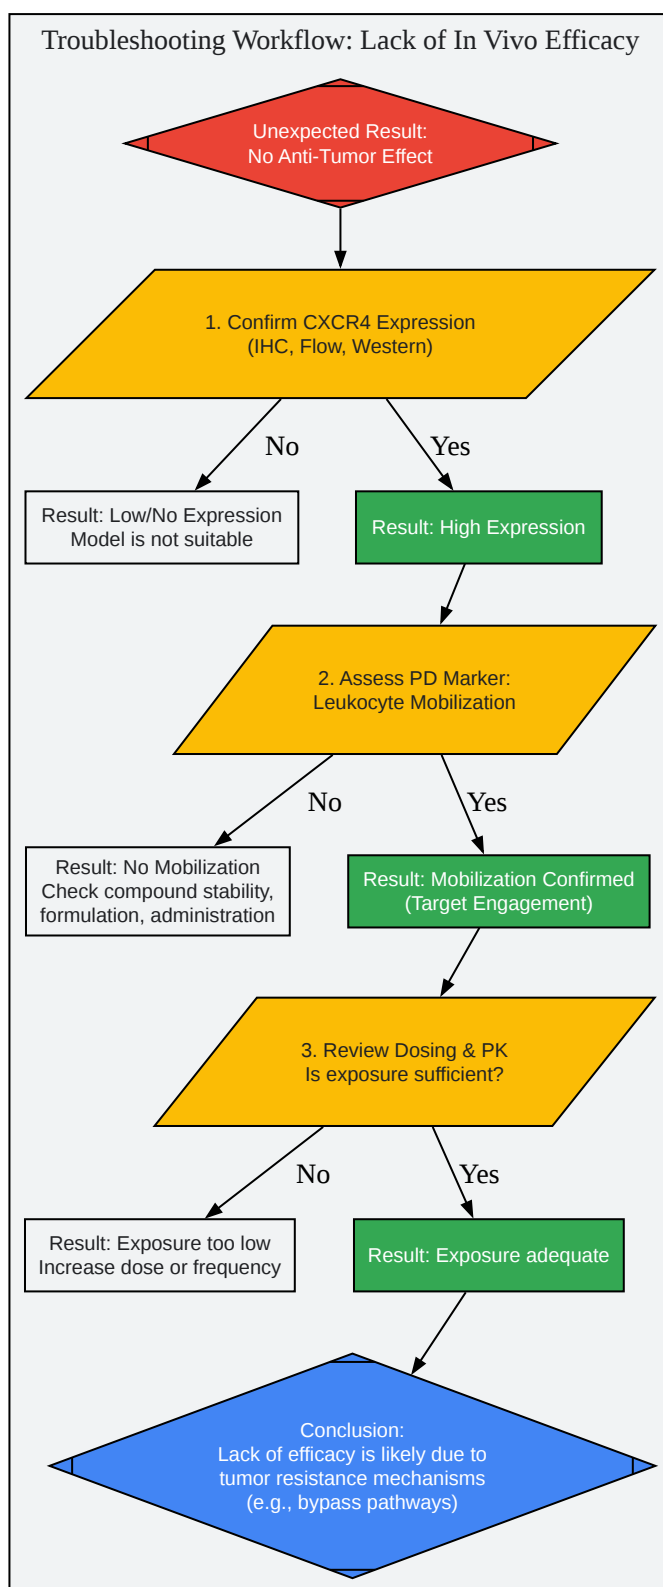 Troubleshooting Workflow: Lack of In Vivo Efficacy
Unexpected Result:
No Anti-Tumor Effect
1. Confirm CXCR4 Expression
(IHC, Flow, Western)
No
Yes
Result: Low/No Expression
Model is not suitable
Result: High Expression
2. Assess PD Marker:
Leukocyte Mobilization
No
Yes
Result: No Mobilization
Check compound stability,
formulation, administration
Result: Mobilization Confirmed
(Target Engagement)
3. Review Dosing & PK
Is exposure sufficient?
No
Yes
Result: Exposure too low
Increase dose or frequency
Result: Exposure adequate
Conclusion:
Lack of efficacy is likely due to
tumor resistance mechanisms
(e.g., bypass pathways)